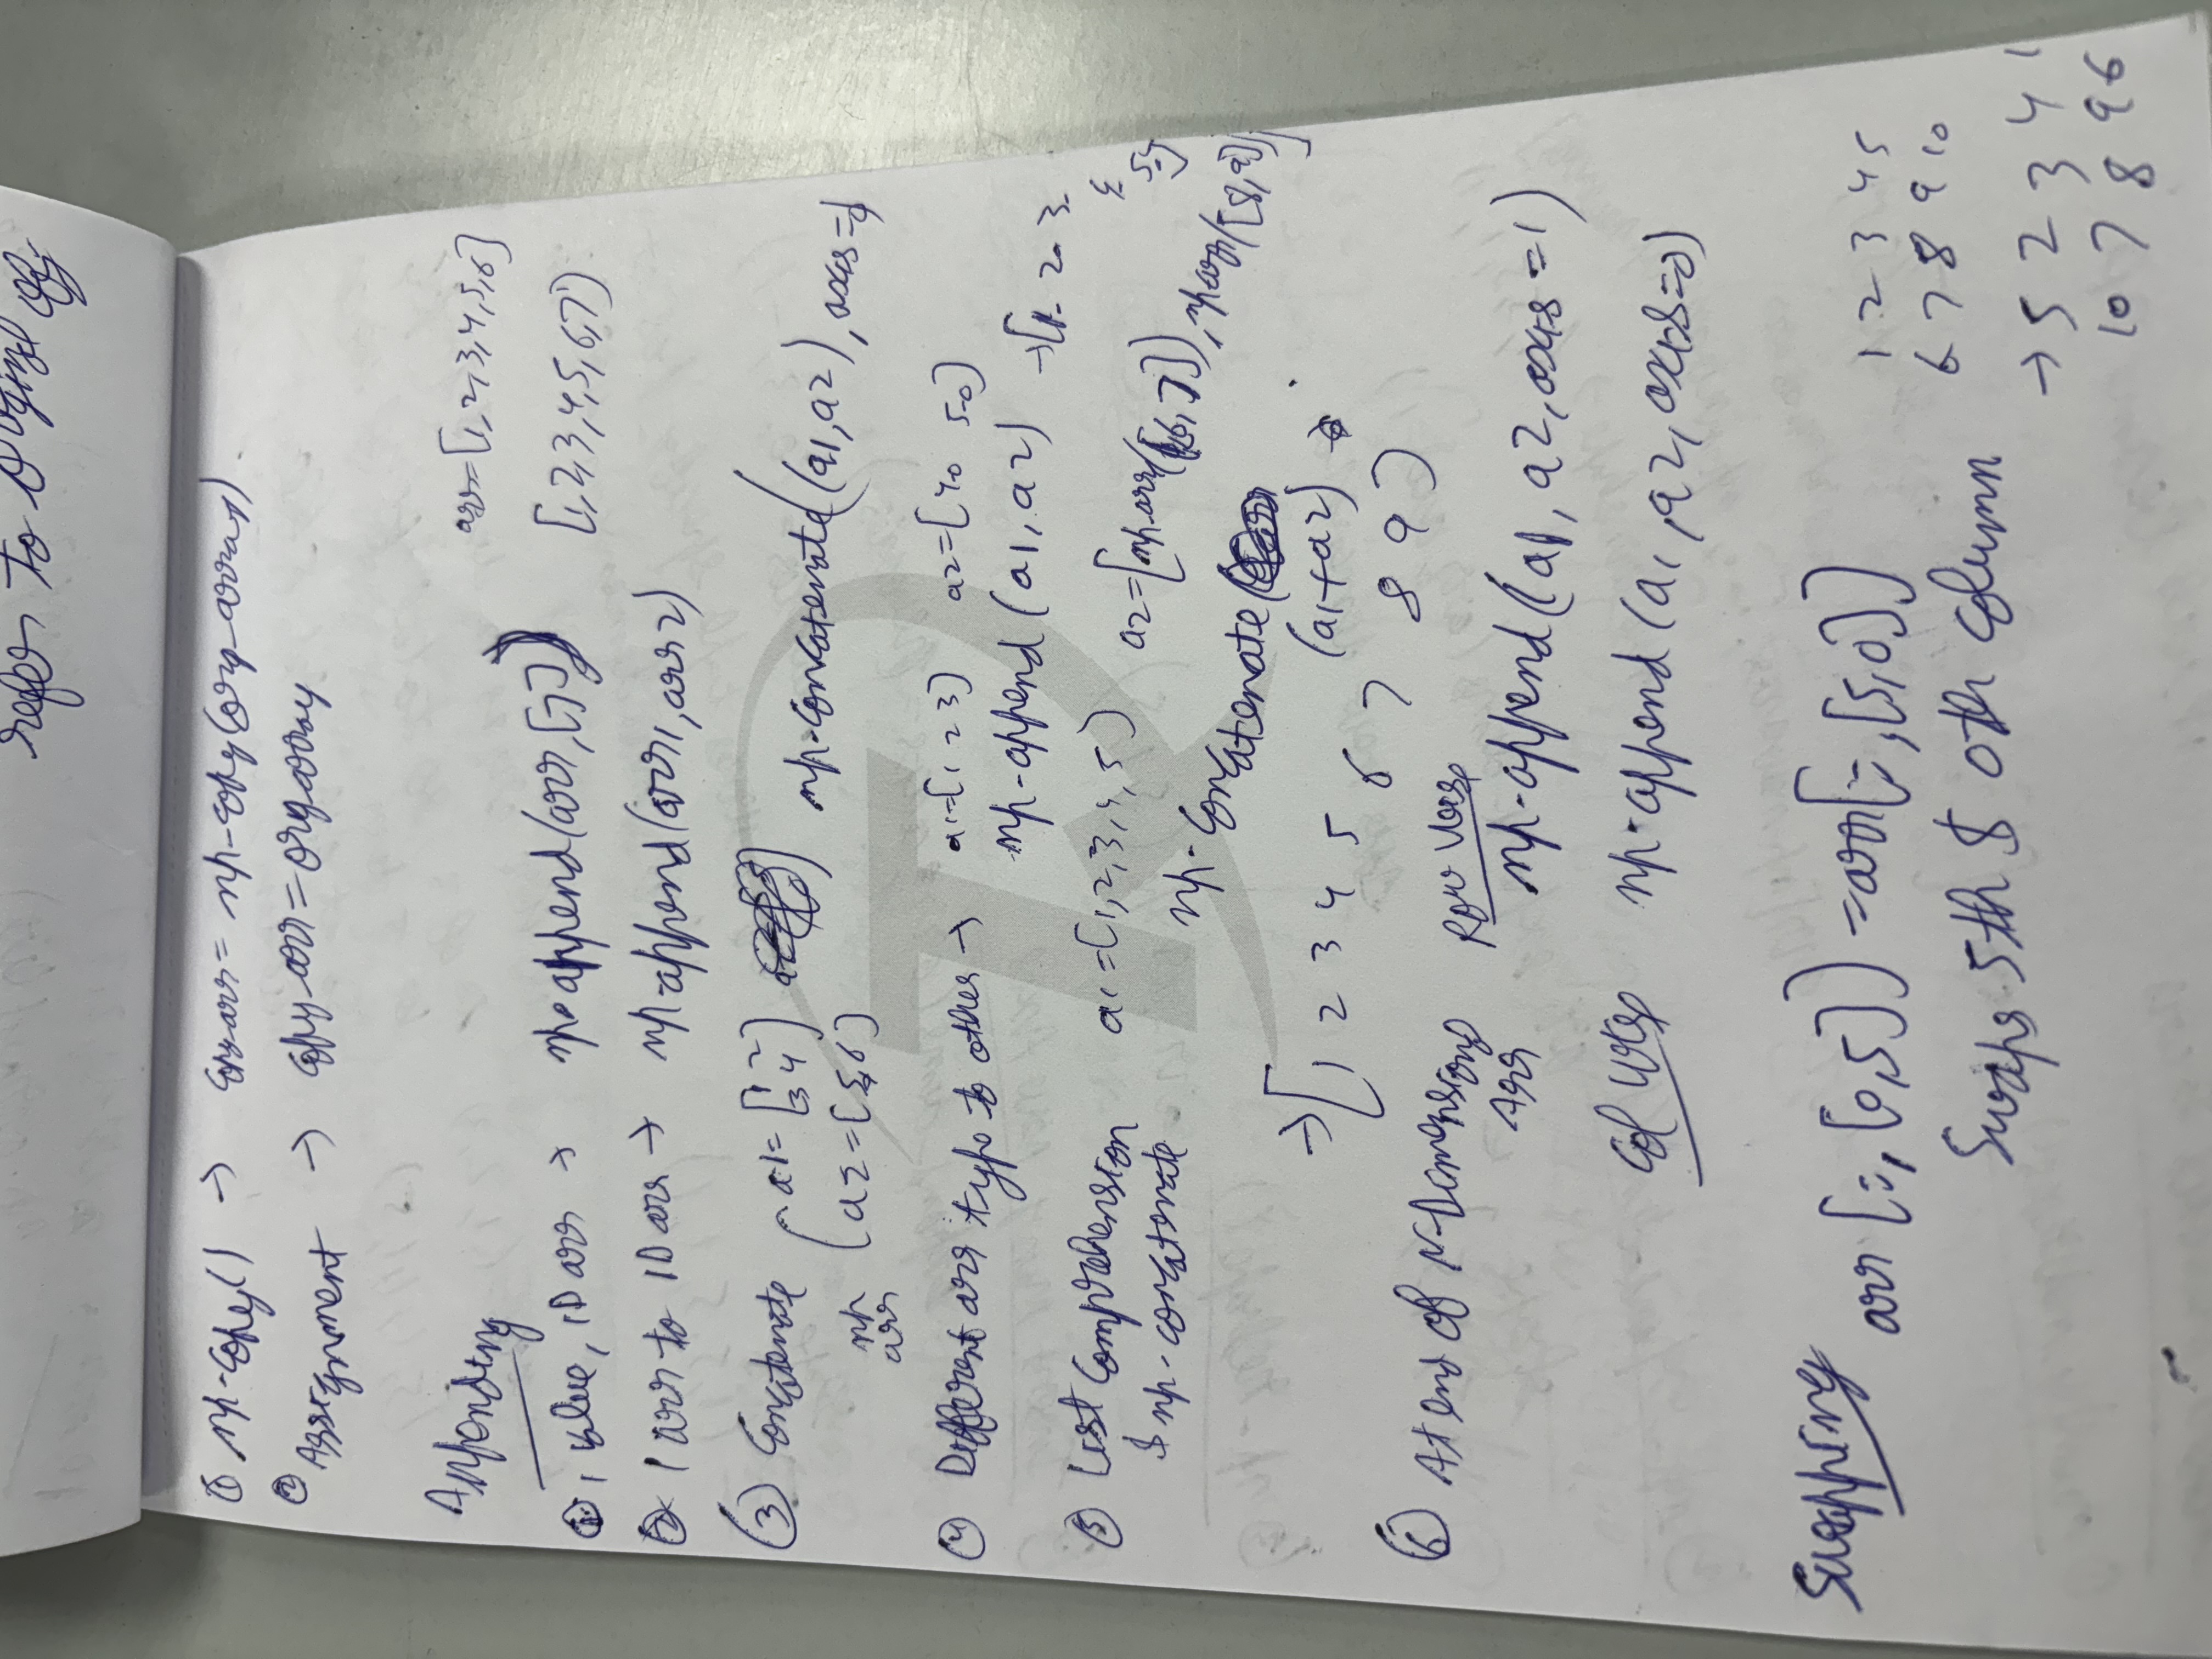 refer to original obj
① np.copy() → copy-arr = np.copy(org-array)
② Assignment → copy-arr = org array
Appending
arr=[1,2,3,4,5,6]
① 1 value, 1D arr → np.append(arr,[7]) [1,2,3,4,5,6,7]
② 1 arr to 1D arr → np.append(arr1,arr2)
③ Concatenate a1= [1 2
3 4] np.concatenate((a1,a2), axis=0)
np arr a2=[5,6]
④ Different arr type to other → a1=[1 2 3] a2=[4.0 5.0]
np.append(a1,a2) →[1. 2. 3.
4.
5.]
⑤ List Comprehension a1=[1,2,3,4,5] a2=[np.arr([6,7]), np.arr([8,9])]
$ np.concatenate
np.concatenate
(a1+a2)
→[1 2 3 4 5
6 7 8 9]
⑥ At end of N-Dimensional
Arr
Row Wise
np.append(a1,a2,axis=1)
Col Wise np.append(a1,a2,axis=0)
Swapping
arr[:,[0,5]]=arr[:,[5,0]]
Swaps 5th $ 0th column
1 2 3 4 5
6 7 8 9 10
→ 5 2 3 4 1
10 7 8 9 6